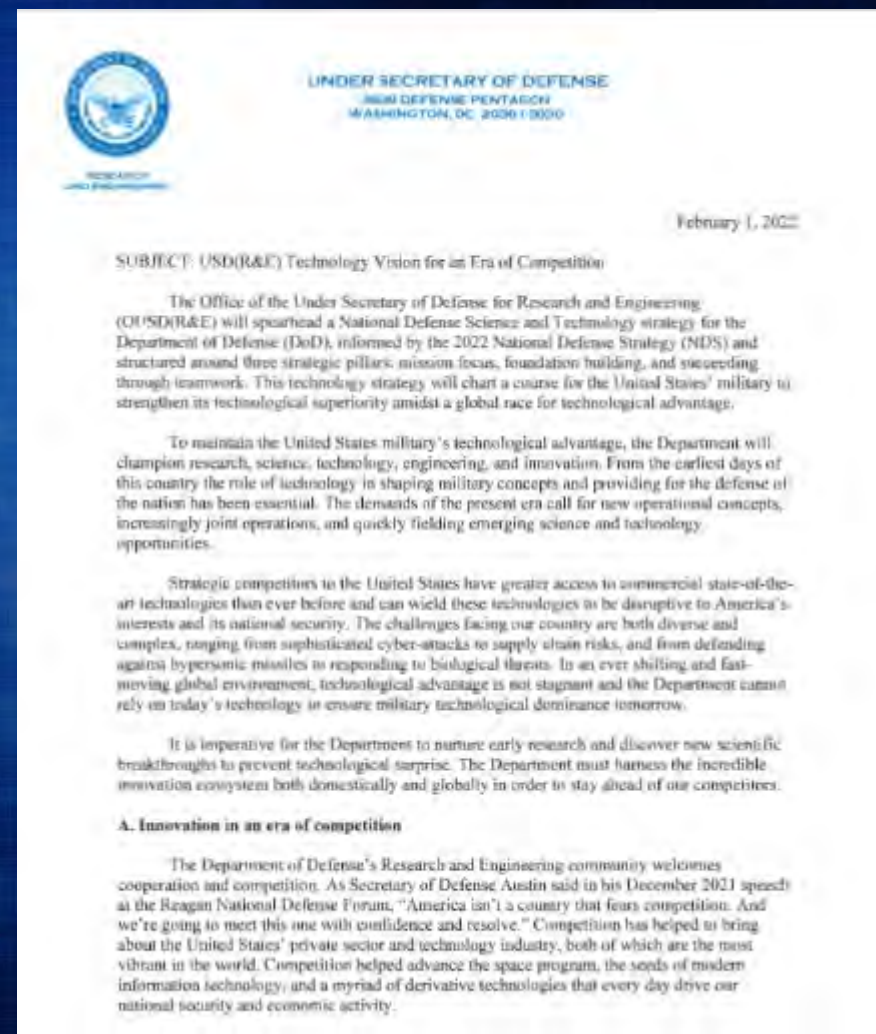 UNDER SECRETARY OF DEFENSE
3030 DEFENSE PENTAGON
WASHINGTON, DC 20301-3030
RESEARCH
AND ENGINEERING
February 1, 2022
SUBJECT: USD(R&E) Technology Vision for an Era of Competition
The Office of the Under Secretary of Defense for Research and Engineering
(OUSD(R&E) will spearhead a National Defense Science and Technology strategy for the
Department of Defense (DoD), informed by the 2022 National Defense Strategy (NDS) and
structured around three strategic pillars: mission focus, foundation building, and succeeding
through teamwork. This technology strategy will chart a course for the United States' military to
strengthen its technological superiority amidst a global race for technological advantage.
To maintain the United States military's technological advantage, the Department will
champion research, science, technology, engineering, and innovation. From the earliest days of
this country the role of technology in shaping military concepts and providing for the defense of
the nation has been essential. The demands of the present era call for new operational concepts,
increasingly joint operations, and quickly fielding emerging science and technology
opportunities.
Strategic competitors to the United States have greater access to commercial state-of-the-
art technologies than ever before and can wield these technologies to be disruptive to America's
interests and its national security. The challenges facing our country are both diverse and
complex, ranging from sophisticated cyber-attacks to supply chain risks, and from defending
against hypersonic missiles to responding to biological threats. In an ever shifting and fast-
moving global environment, technological advantage is not stagnant and the Department cannot
rely on today's technology to ensure military technological dominance tomorrow.
It is imperative for the Department to nurture early research and discover new scientific
breakthroughs to prevent technological surprise. The Department must harness the incredible
innovation ecosystem both domestically and globally in order to stay ahead of our competitors.
A. Innovation in an era of competition
The Department of Defense's Research and Engineering community welcomes
cooperation and competition. As Secretary of Defense Austin said in his December 2021 speech
at the Reagan National Defense Forum, "America isn't a country that fears competition. And
we're going to meet this one with confidence and resolve." Competition has helped to bring
about the United States' private sector and technology industry, both of which are the most
vibrant in the world. Competition helped advance the space program, the seeds of modern
information technology, and a myriad of derivative technologies that every day drive our
national security and economic activity.